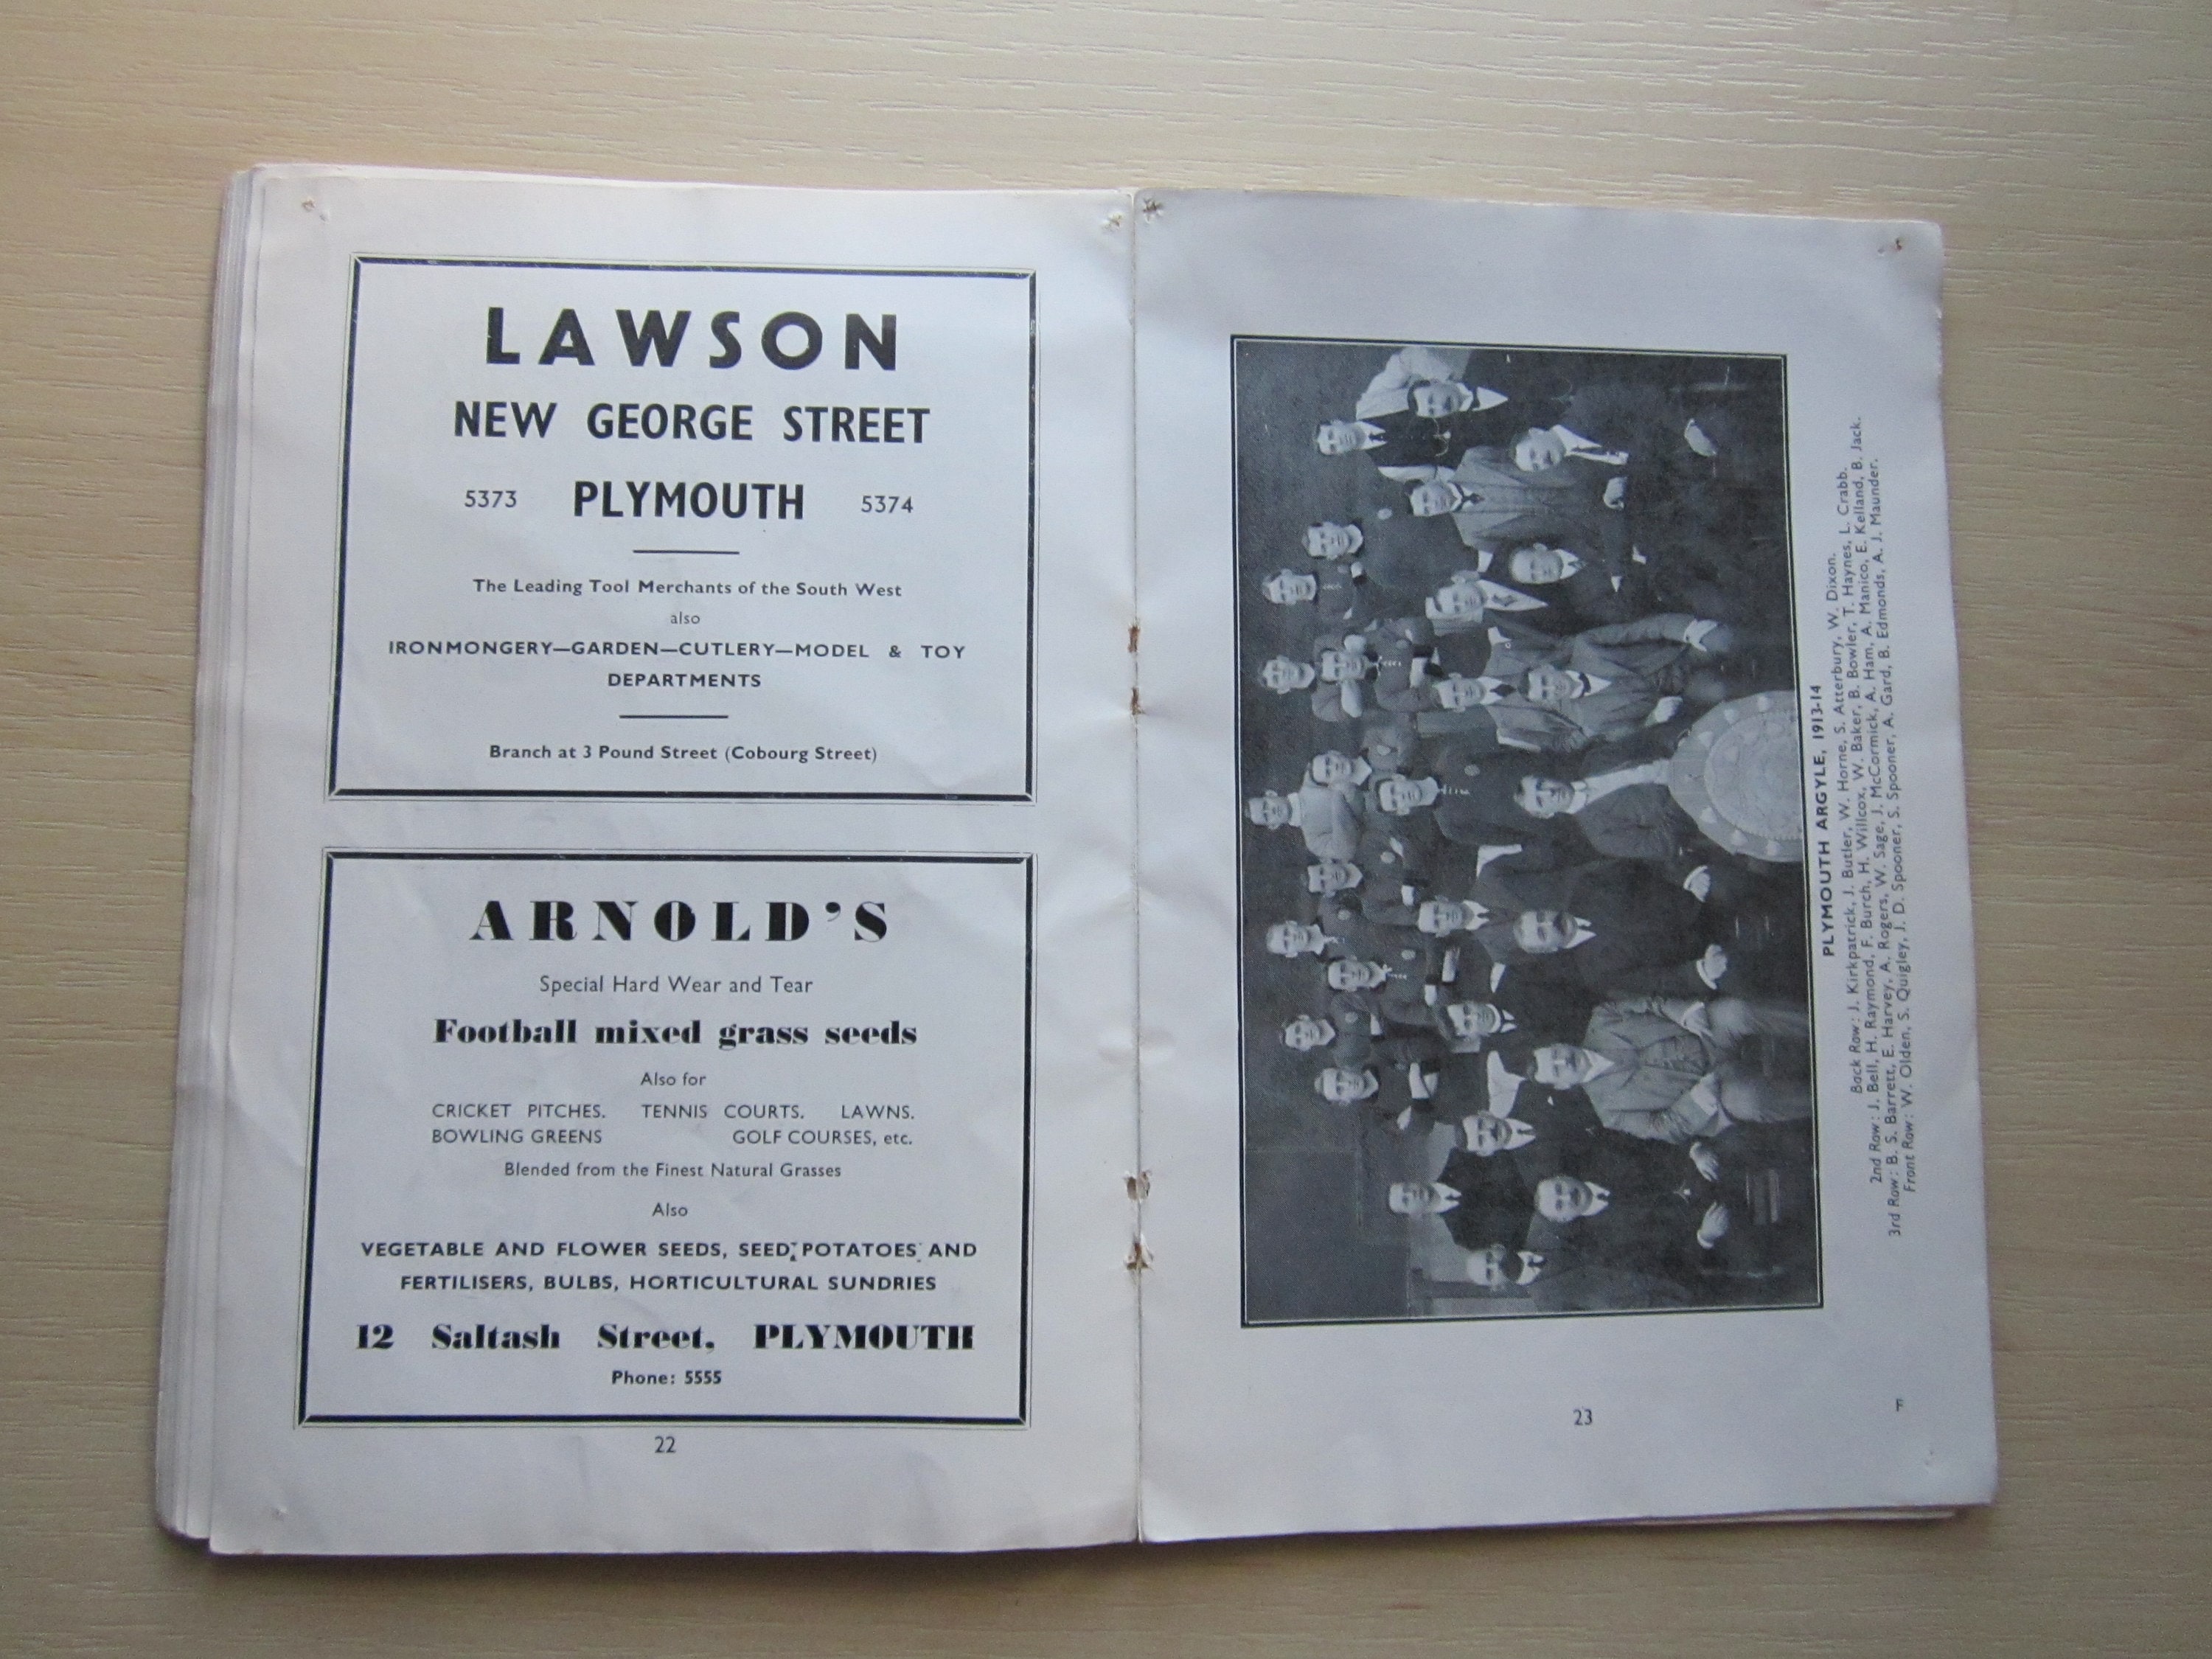 LAWSON
NEW GEORGE STREET
5373 PLYMOUTH 5374
The Leading Tool Merchants of the South West
also
IRONMONGERY—GARDEN—CUTLERY—MODEL & TOY
DEPARTMENTS
Branch at 3 Pound Street (Cobourg Street)
ARNOLD'S
Special Hard Wear and Tear
Football mixed grass seeds
Also for
CRICKET PITCHES. TENNIS COURTS. LAWNS.
BOWLING GREENS GOLF COURSES, etc.
Blended from the Finest Natural Grasses
Also
VEGETABLE AND FLOWER SEEDS, SEED POTATOES AND
FERTILISERS, BULBS, HORTICULTURAL SUNDRIES
12 Saltash Street, PLYMOUTH
Phone: 5555
22
PLYMOUTH ARGYLE, 1913-14
Back Row: J. Kirkpatrick, J. Butler, W. Horne, S. Atterbury, W. Dixon.
2nd Row: J. Bell, H. Raymond, F. Burch, H. Willcox, W. Baker, B. Bowler, T. Haynes, L. Crabb.
3rd Row: B. S. Barrett, E. Harvey, A. Rogers, W. Sage, J. McCormick, A. Ham, A. Manico, E. Kelland, B. Jack.
Front Row: W. Olden, S. Quigley, J. D. Spooner, S. Spooner, A. Gard, B. Edmonds, A. J. Maunder.
23
F